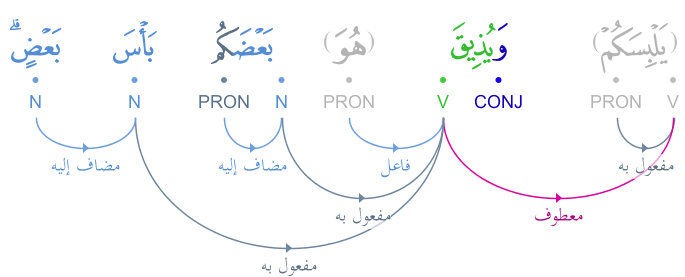 (يَلْبِسَكُمْ) وَيُذِيقَ (هُوَ) بَعْضَكُم بَأْسَ بَعْضٍ ۗ
V PRON CONJ V PRON N PRON N N
مفعول به فاعل مضاف إليه مضاف إليه
معطوف مفعول به
مفعول به